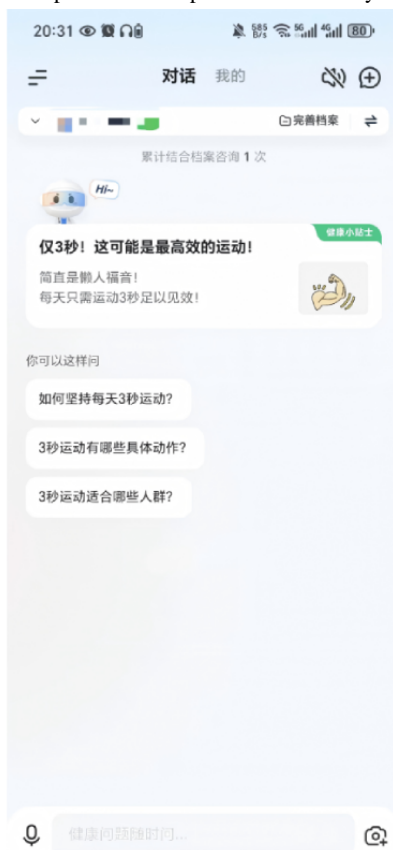 20:31
585 B/s 5G 4G 80
对话 我的
完善档案
累计结合档案咨询 1 次
Hi~
健康小贴士
仅3秒！这可能是最高效的运动！
简直是懒人福音！
每天只需运动3秒足以见效！
你可以这样问
如何坚持每天3秒运动？
3秒运动有哪些具体动作？
3秒运动适合哪些人群？
健康问题随时问...